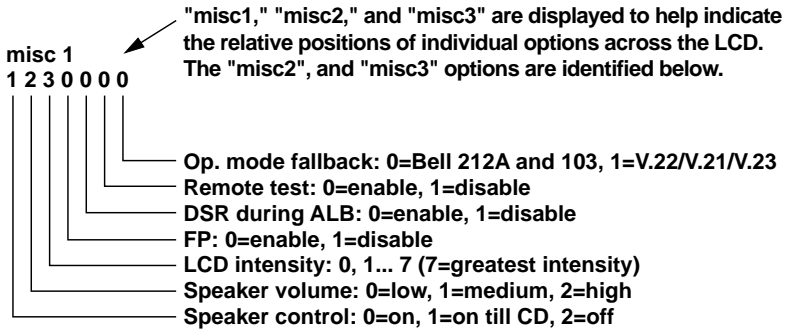 "misc1," "misc2," and "misc3" are displayed to help indicate
the relative positions of individual options across the LCD.
The "misc2", and "misc3" options are identified below.
misc 1
1 2 3 0 0 0 0
Op. mode fallback: 0=Bell 212A and 103, 1=V.22/V.21/V.23
Remote test: 0=enable, 1=disable
DSR during ALB: 0=enable, 1=disable
FP: 0=enable, 1=disable
LCD intensity: 0, 1... 7 (7=greatest intensity)
Speaker volume: 0=low, 1=medium, 2=high
Speaker control: 0=on, 1=on till CD, 2=off